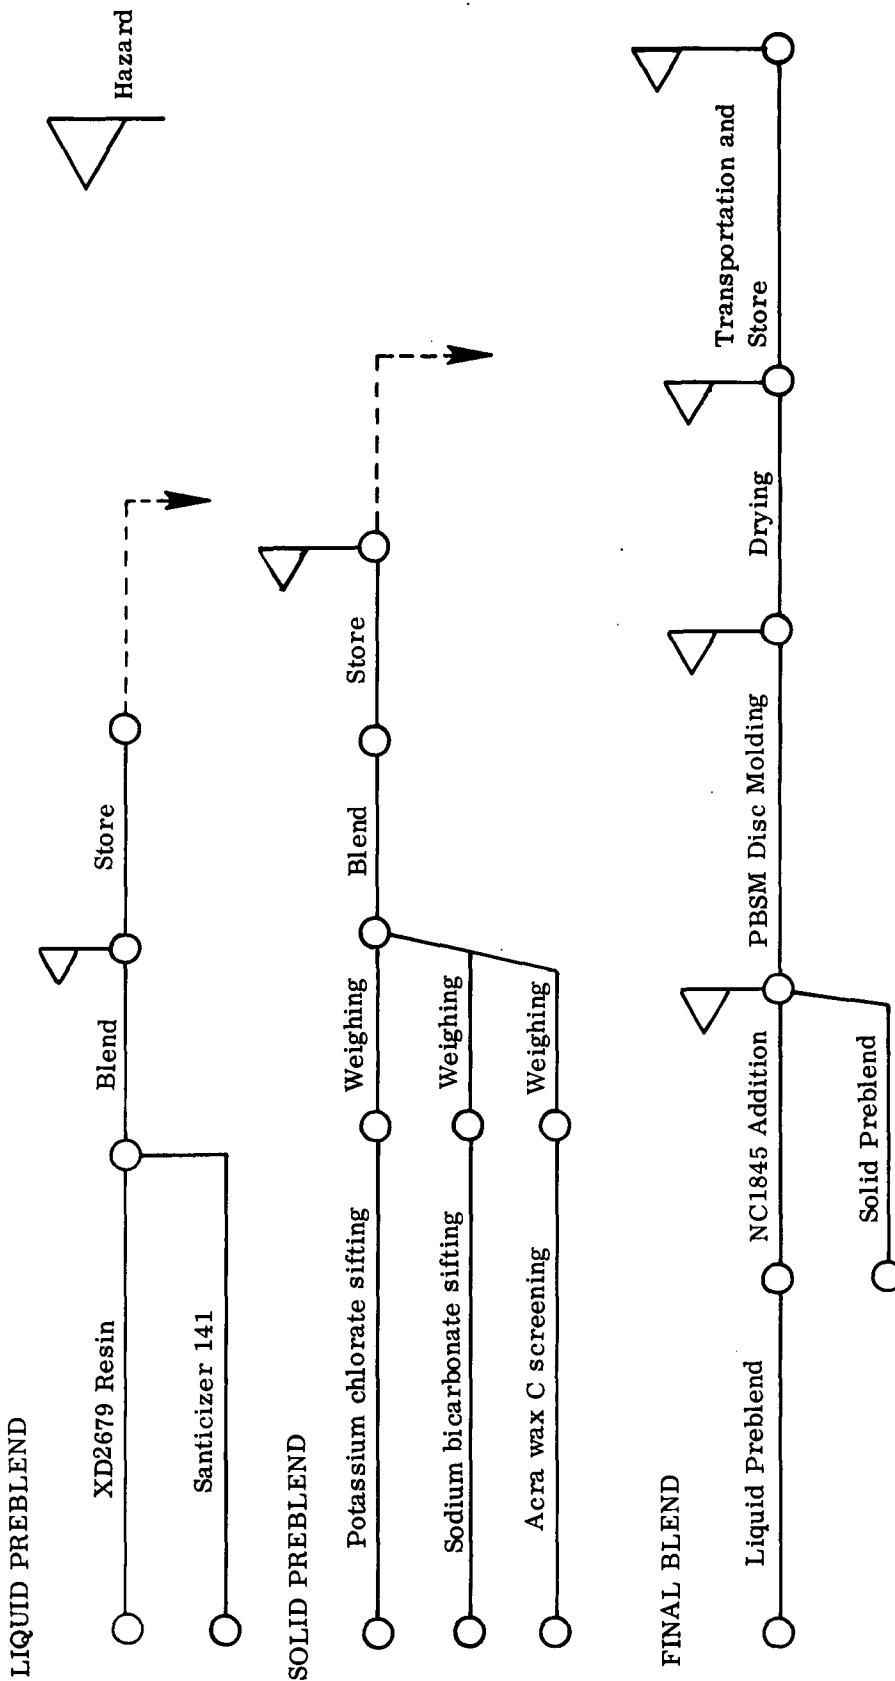 Hazard
LIQUID PREBLEND
XD2679 Resin
Blend
Store
Santicizer 141
SOLID PREBLEND
Potassium chlorate sifting
Weighing
Blend
Store
Sodium bicarbonate sifting
Weighing
Acra wax C screening
Weighing
FINAL BLEND
Liquid Preblend
NC1845 Addition
PBSM Disc Molding
Drying
Transportation and
Store
Solid Preblend